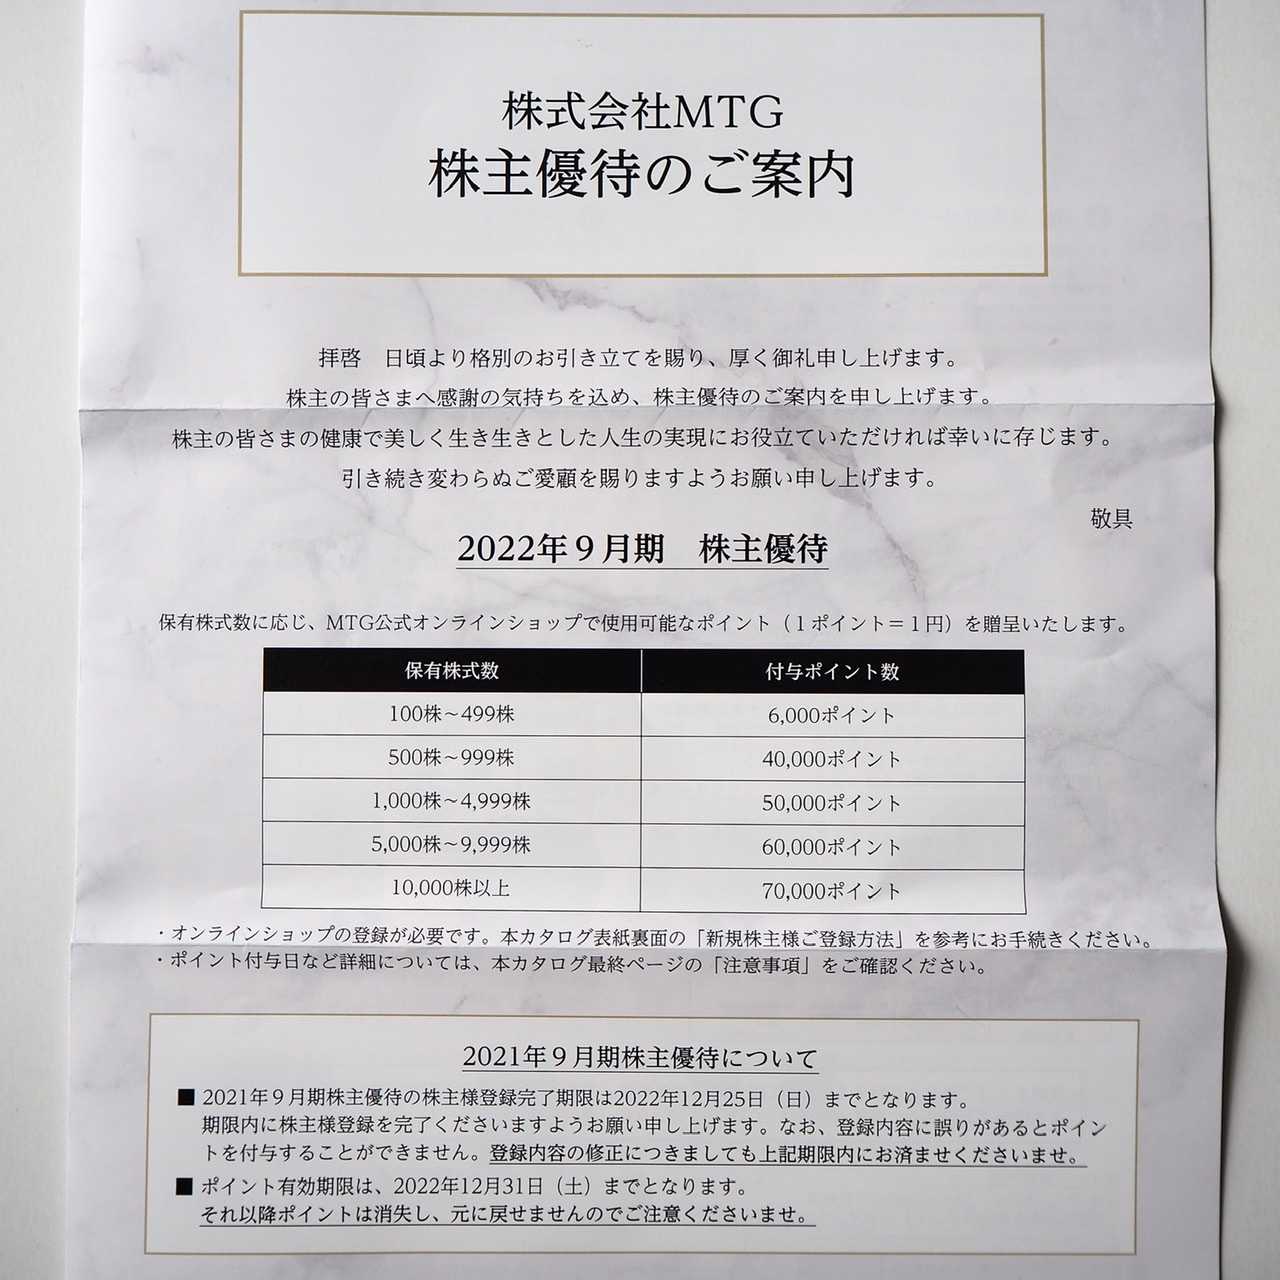 株式会社MTG
株主優待のご案内
拝啓　日頃より格別のお引き立てを賜り、厚く御礼申し上げます。
株主の皆さまへ感謝の気持ちを込め、株主優待のご案内を申し上げます。
株主の皆さまの健康で美しく生き生きとした人生の実現にお役立ていただければ幸いに存じます。
引き続き変わらぬご愛顧を賜りますようお願い申し上げます。
敬具
2022年９月期　株主優待
保有株式数に応じ、MTG公式オンラインショップで使用可能なポイント（１ポイント＝１円）を贈呈いたします。
保有株式数　付与ポイント数
100株～499株　6,000ポイント
500株～999株　40,000ポイント
1,000株～4,999株　50,000ポイント
5,000株～9,999株　60,000ポイント
10,000株以上　70,000ポイント
・オンラインショップの登録が必要です。本カタログ表紙裏面の「新規株主様ご登録方法」を参考にお手続きください。
・ポイント付与日など詳細については、本カタログ最終ページの「注意事項」をご確認ください。
2021年９月期株主優待について
■ 2021年９月期株主優待の株主様登録完了期限は2022年12月25日（日）までとなります。
期限内に株主様登録を完了くださいますようお願い申し上げます。なお、登録内容に誤りがあるとポイン
トを付与することができません。登録内容の修正につきましても上記期限内にお済ませくださいませ。
■ ポイント有効期限は、2022年12月31日（土）までとなります。
それ以降ポイントは消失し、元に戻せませんのでご注意くださいませ。